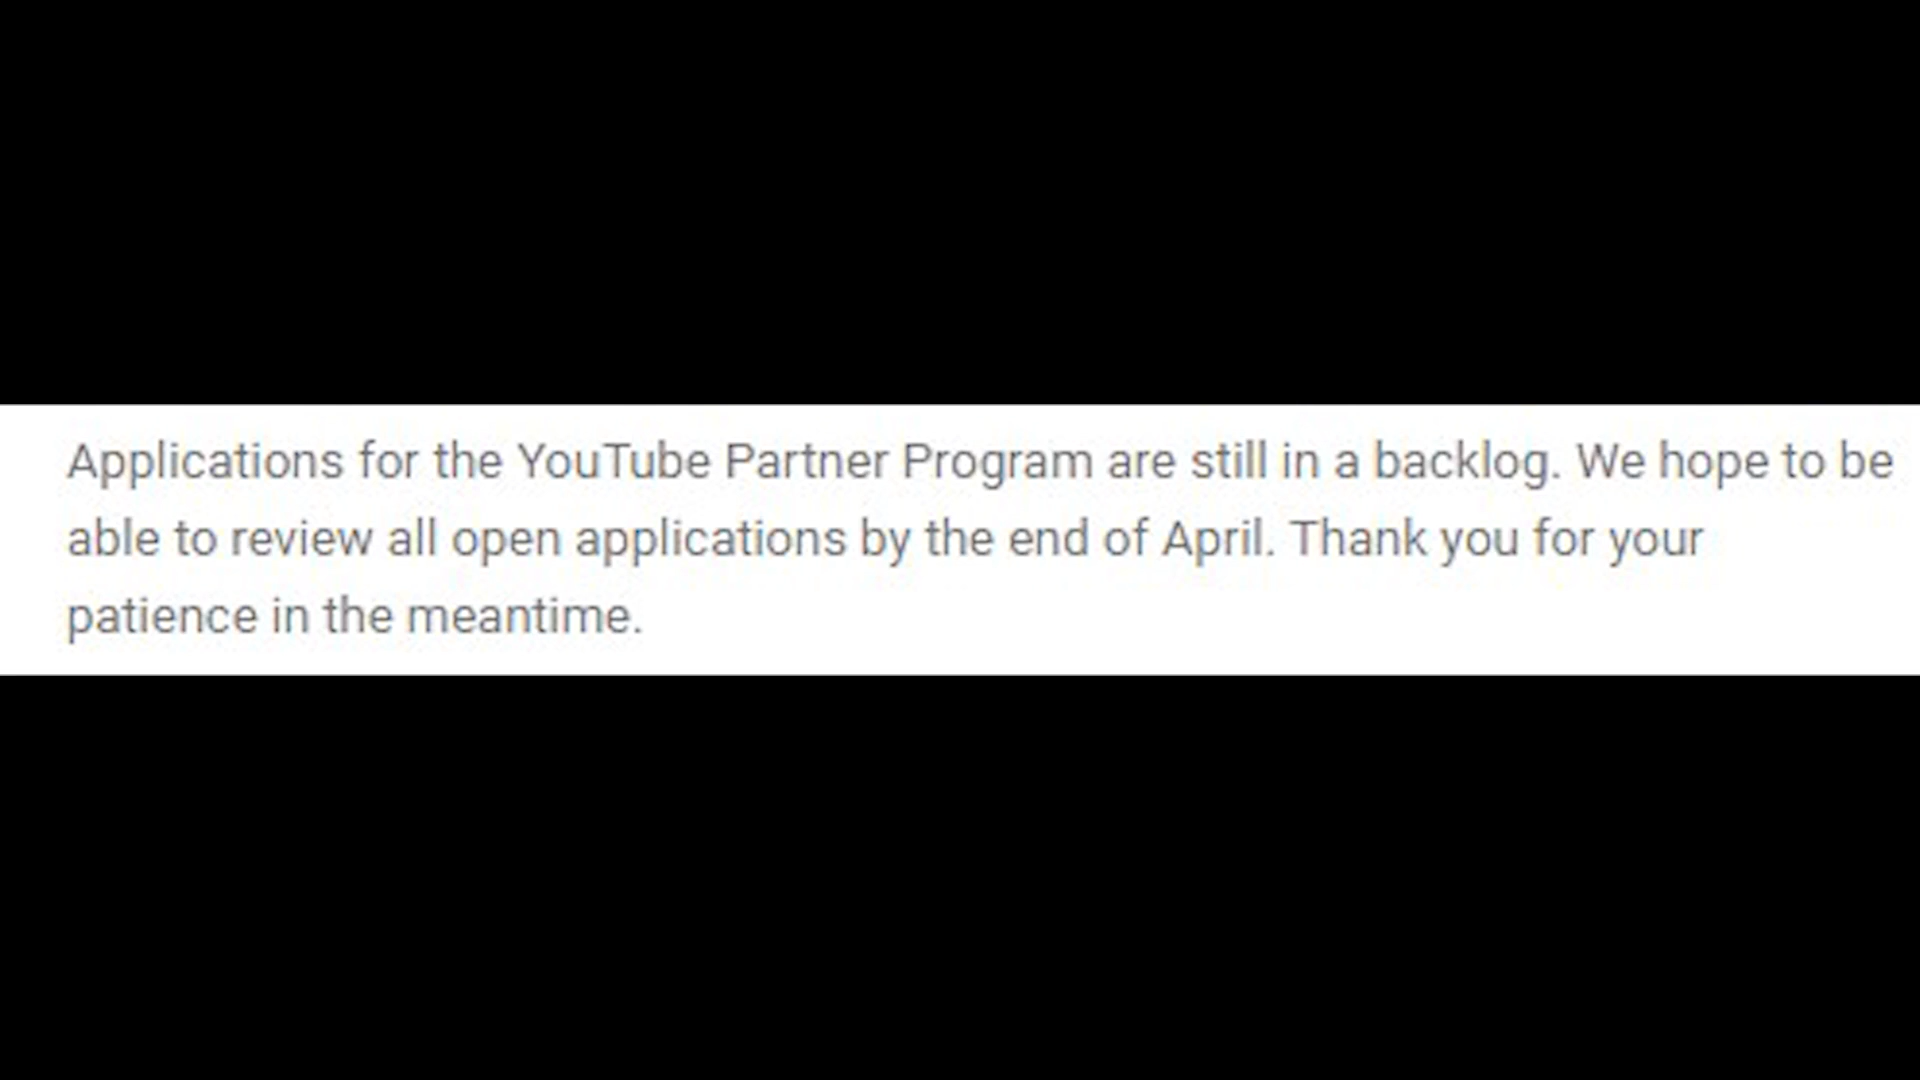 Applications for the YouTube Partner Program are still in a backlog. We hope to be
able to review all open applications by the end of April. Thank you for your
patience in the meantime.